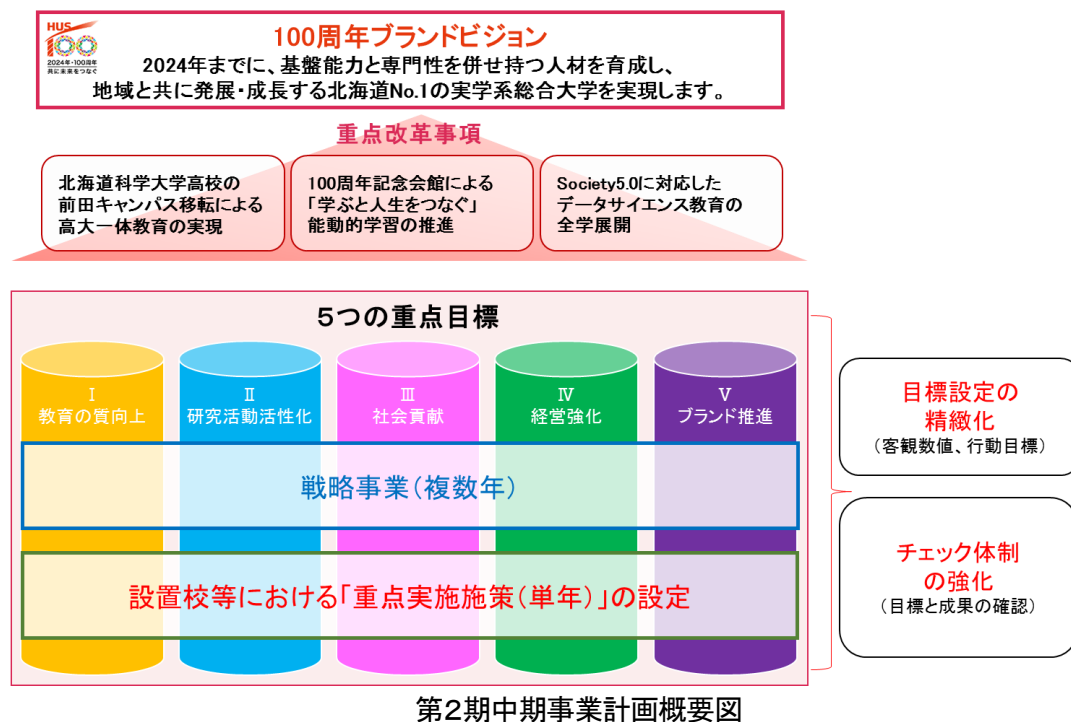 HUS
100
2024年・100周年
共に未来をつなぐ
100周年ブランドビジョン
2024年までに、基盤能力と専門性を併せ持つ人材を育成し、
地域と共に発展・成長する北海道No.1の実学系総合大学を実現します。
重点改革事項
北海道科学大学高校の
前田キャンパス移転による
高大一体教育の実現
100周年記念会館による
「学ぶと人生をつなぐ」
能動的学習の推進
Society5.0に対応した
データサイエンス教育の
全学展開
5つの重点目標
Ⅰ
教育の質向上
Ⅱ
研究活動活性化
Ⅲ
社会貢献
Ⅳ
経営強化
Ⅴ
ブランド推進
戦略事業(複数年)
設置校等における「重点実施施策(単年)」の設定
目標設定の
精緻化
(客観数値、行動目標)
チェック体制
の強化
(目標と成果の確認)
第2期中期事業計画概要図